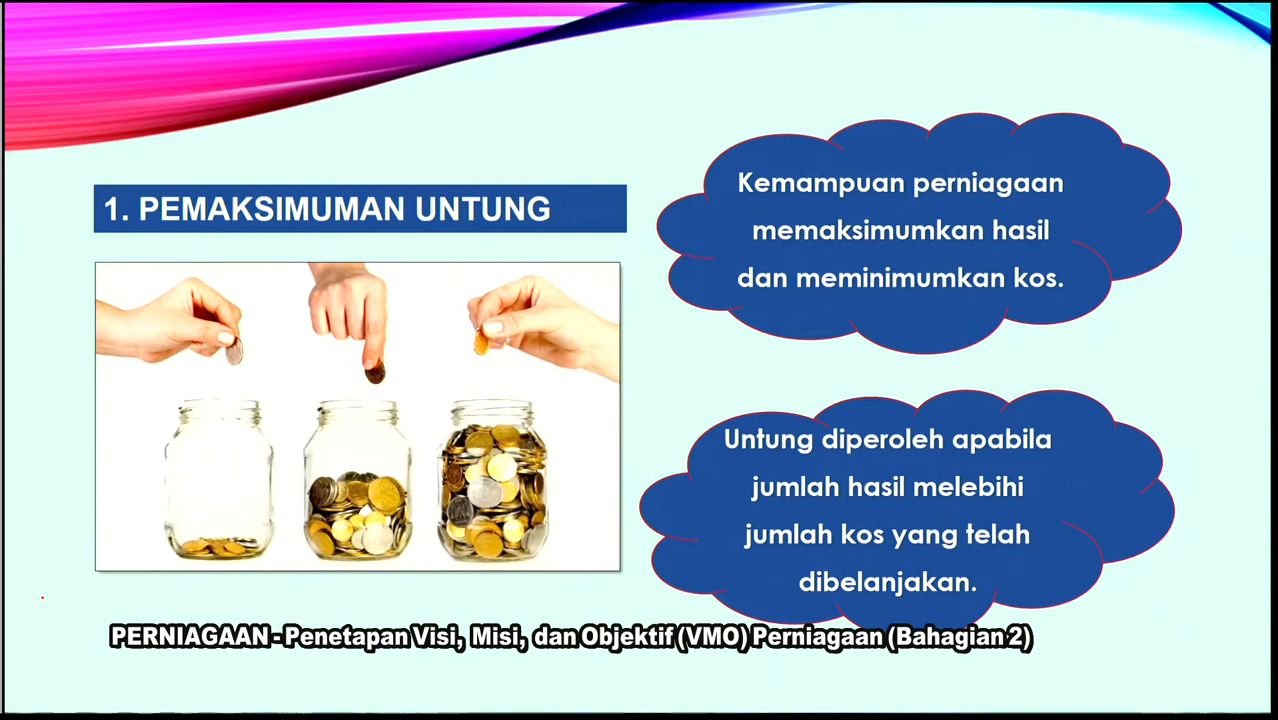 1. PEMAKSIMUMAN UNTUNG
Kemampuan perniagaan
memaksimumkan hasil
dan meminimumkan kos.
Untung diperoleh apabila
jumlah hasil melebihi
jumlah kos yang telah
dibelanjakan.
PERNIAGAAN - Penetapan Visi, Misi, dan Objektif (VMO) Perniagaan (Bahagian 2)